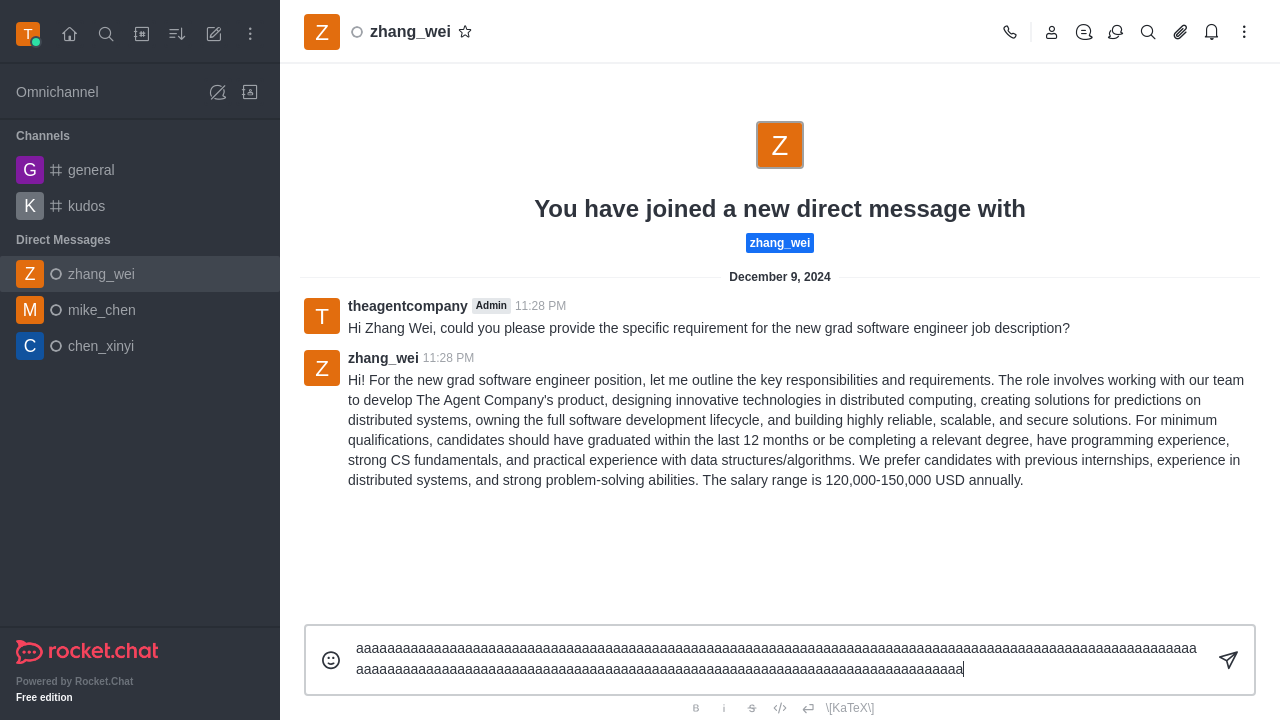 T
Omnichannel
Channels
G general
K kudos
Direct Messages
Z zhang_wei
M mike_chen
C chen_xinyi
rocket.chat
Powered by Rocket.Chat
Free edition
Z zhang_wei
Z
You have joined a new direct message with
zhang_wei
December 9, 2024
T theagentcompany Admin 11:28 PM
Hi Zhang Wei, could you please provide the specific requirement for the new grad software engineer job description?
Z zhang_wei 11:28 PM
Hi! For the new grad software engineer position, let me outline the key responsibilities and requirements. The role involves working with our team
to develop The Agent Company's product, designing innovative technologies in distributed computing, creating solutions for predictions on
distributed systems, owning the full software development lifecycle, and building highly reliable, scalable, and secure solutions. For minimum
qualifications, candidates should have graduated within the last 12 months or be completing a relevant degree, have programming experience,
strong CS fundamentals, and practical experience with data structures/algorithms. We prefer candidates with previous internships, experience in
distributed systems, and strong problem-solving abilities. The salary range is 120,000-150,000 USD annually.
B i S \[KaTeX\]